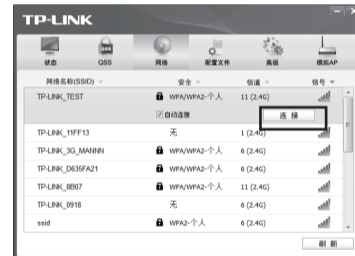 TP-LINK
状态 QSS 网络 配置文件 高级 模拟AP
网络名称(SSID) 安全 信道 信号
TP-LINK_TEST WPA/WPA2-个人 11 (2.4G)
自动连接 连接
TP-LINK_11FF13 无 1 (2.4G)
TP-LINK_3G_MANNN WPA/WPA2-个人 6 (2.4G)
TP-LINK_D635FA21 WPA/WPA2-个人 6 (2.4G)
TP-LINK_8B07 WPA/WPA2-个人 11 (2.4G)
TP-LINK_0918 无 6 (2.4G)
ssid WPA2-个人 6 (2.4G)
刷新